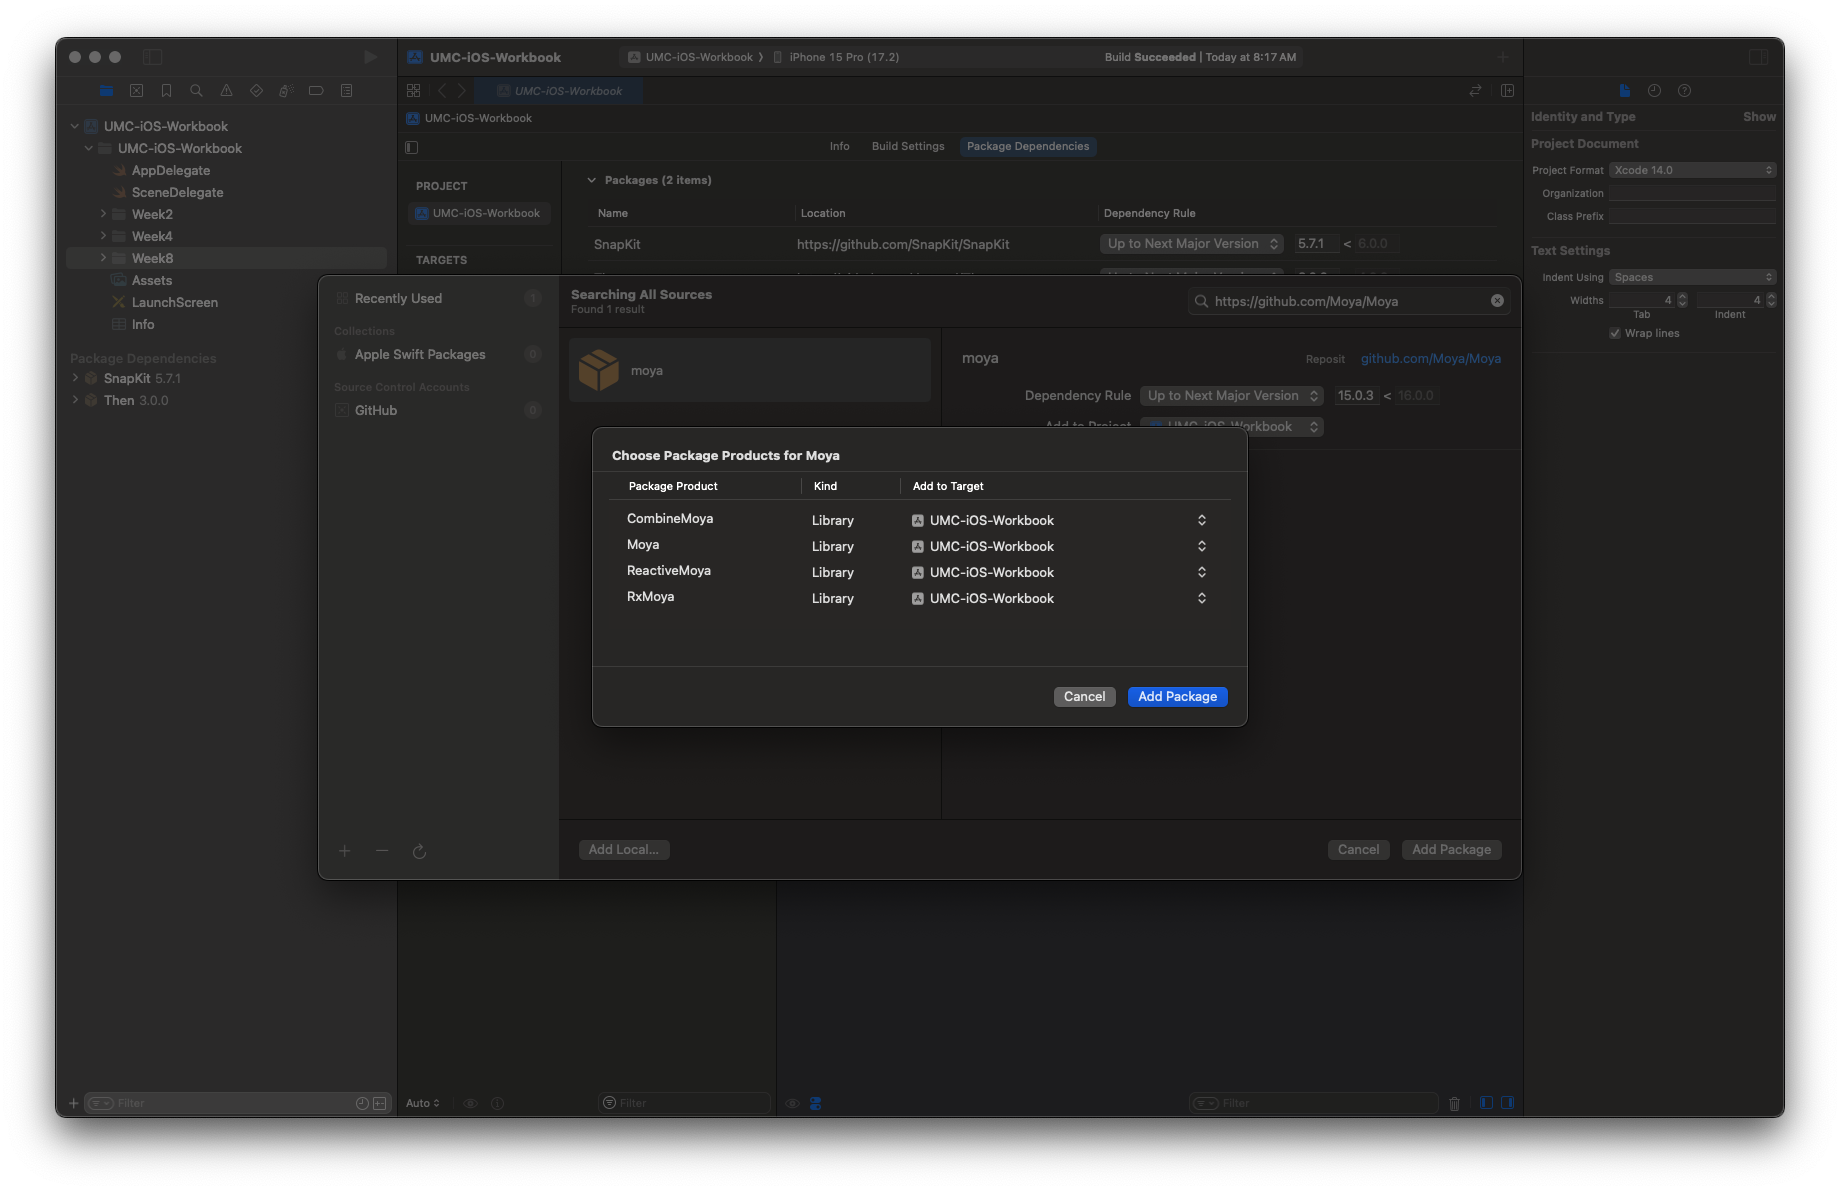 UMC-iOS-Workbook
UMC-iOS-Workbook 〉 iPhone 15 Pro (17.2)
Build Succeeded | Today at 8:17 AM
UMC-iOS-Workbook
UMC-iOS-Workbook
UMC-iOS-Workbook
UMC-iOS-Workbook
AppDelegate
SceneDelegate
Week2
Week4
Week8
Assets
LaunchScreen
Info
Package Dependencies
SnapKit 5.7.1
Then 3.0.0
Filter
Info Build Settings Package Dependencies
PROJECT
UMC-iOS-Workbook
TARGETS
Packages (2 items)
Name Location Dependency Rule
SnapKit https://github.com/SnapKit/SnapKit Up to Next Major Version 5.7.1 < 6.0.0
Identity and Type Show
Project Document
Project Format Xcode 14.0
Organization
Class Prefix
Text Settings
Indent Using Spaces
Widths 4 4
Tab Indent
Wrap lines
Recently Used 1
Collections
Apple Swift Packages 0
Source Control Accounts
GitHub 0
Searching All Sources
Found 1 result
https://github.com/Moya/Moya
moya
moya
Reposit github.com/Moya/Moya
Dependency Rule Up to Next Major Version 15.0.3 < 16.0.0
Add to Project UMC-iOS-Workbook
Choose Package Products for Moya
Package Product Kind Add to Target
CombineMoya Library UMC-iOS-Workbook
Moya Library UMC-iOS-Workbook
ReactiveMoya Library UMC-iOS-Workbook
RxMoya Library UMC-iOS-Workbook
Cancel Add Package
Add Local... Cancel Add Package
Auto Filter Filter